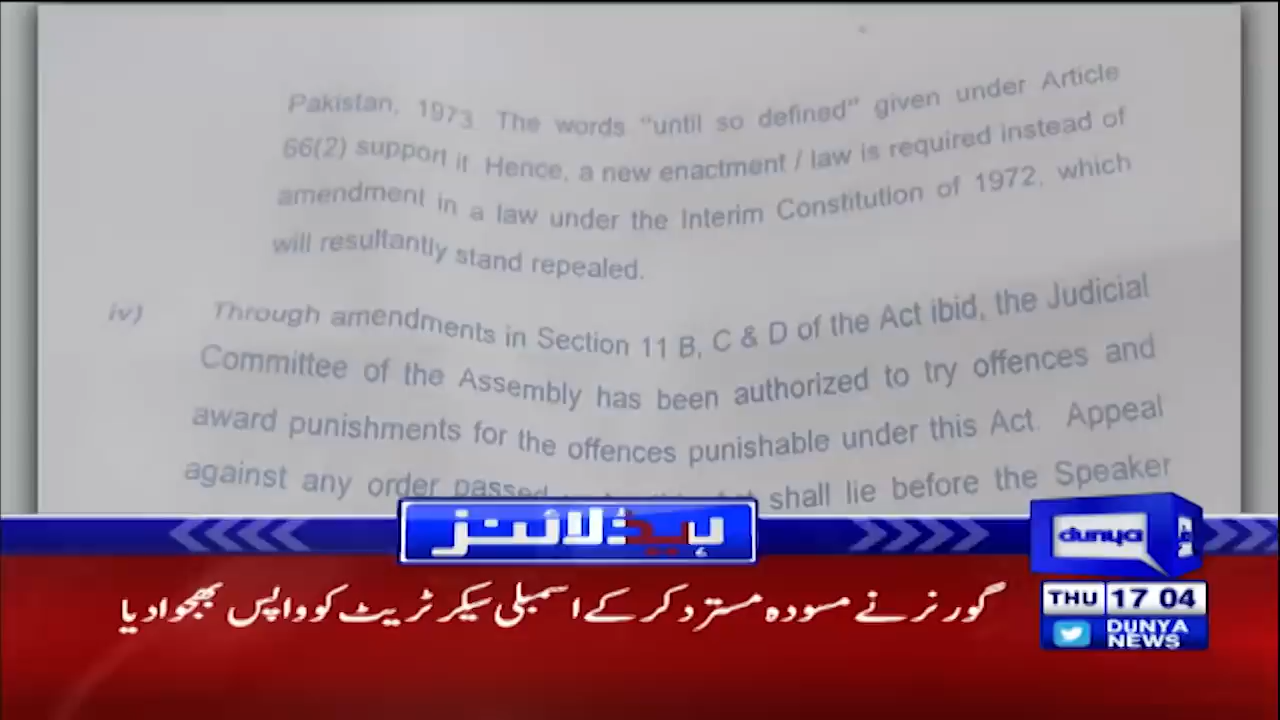 Pakistan, 1973. The words "until so defined" given under Article
66(2) support it. Hence, a new enactment / law is required instead of
amendment in a law under the Interim Constitution of 1972, which
will resultantly stand repealed.
iv) Through amendments in Section 11 B, C & D of the Act ibid, the Judicial
Committee of the Assembly has been authorized to try offences and
award punishments for the offences punishable under this Act. Appeal
against any order passed shall lie before the Speaker
ہیڈلائنز
dunya
گورنر نے مسودہ مسترد کر کے اسمبلی سیکرٹریٹ کو واپس بھجوا دیا
THU 17 04
DUNYA
NEWS